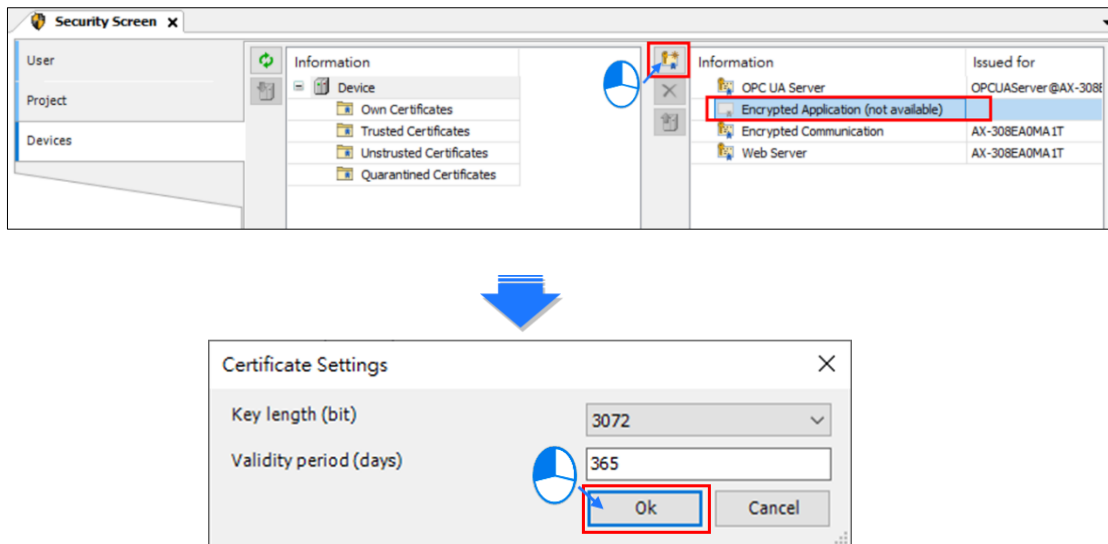 Security Screen
User
Project
Devices
Information
Device
Own Certificates
Trusted Certificates
Unstrusted Certificates
Quarantined Certificates
Information Issued for
OPC UA Server OPCUAServer@AX-308E
Encrypted Application (not available)
Encrypted Communication AX-308EA0MA1T
Web Server AX-308EA0MA1T
Certificate Settings
Key length (bit) 3072
Validity period (days) 365
Ok Cancel